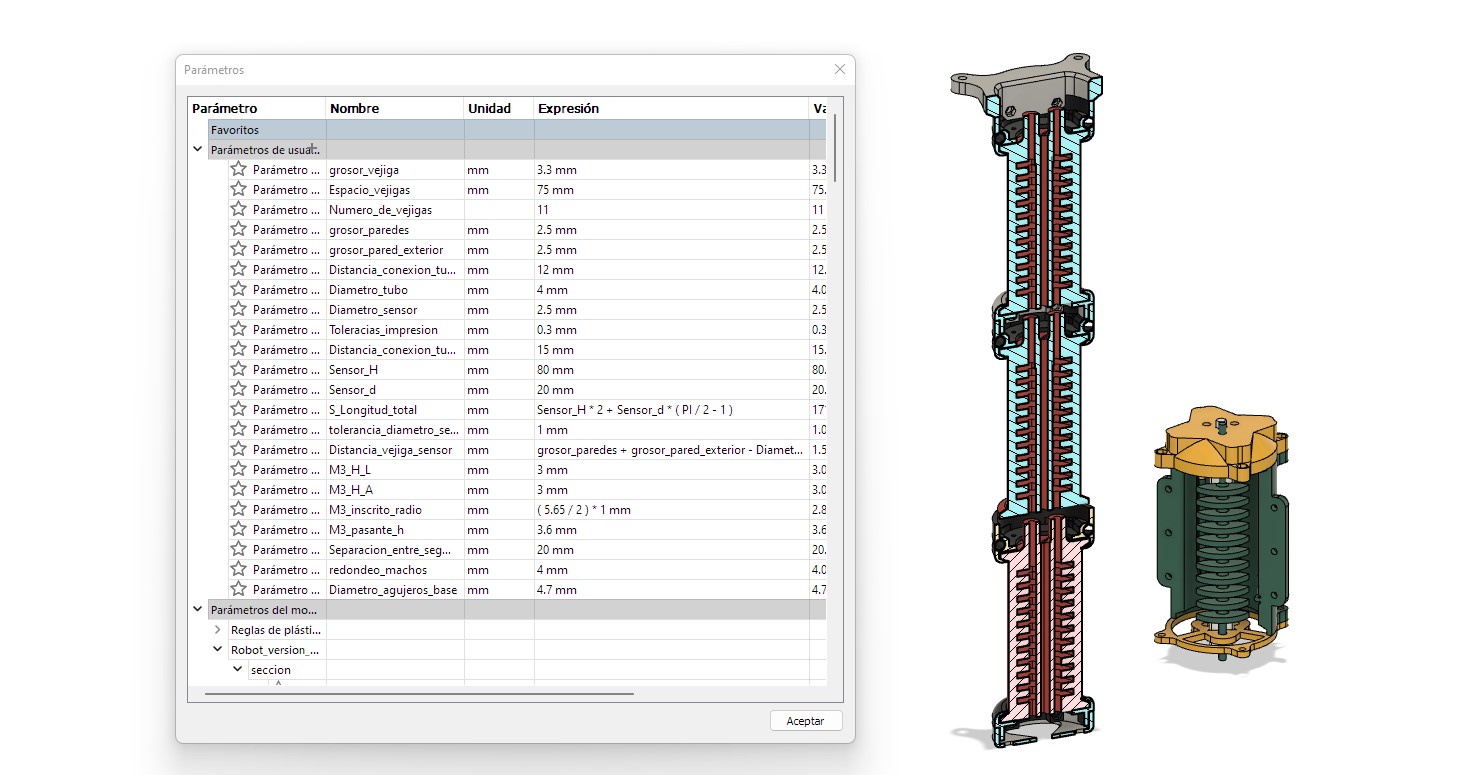 Parámetros
Parámetro Nombre Unidad Expresión Va
Favoritos
Parámetros de usua...
Parámetro ... grosor_vejiga mm 3.3 mm 3.3
Parámetro ... Espacio_vejigas mm 75 mm 75.
Parámetro ... Numero_de_vejigas 11 11
Parámetro ... grosor_paredes mm 2.5 mm 2.5
Parámetro ... grosor_pared_exterior mm 2.5 mm 2.5
Parámetro ... Distancia_conexion_tu... mm 12 mm 12.
Parámetro ... Diametro_tubo mm 4 mm 4.0
Parámetro ... Diametro_sensor mm 2.5 mm 2.5
Parámetro ... Toleracias_impresion mm 0.3 mm 0.3
Parámetro ... Distancia_conexion_tu... mm 15 mm 15.
Parámetro ... Sensor_H mm 80 mm 80.
Parámetro ... Sensor_d mm 20 mm 20.
Parámetro ... S_Longitud_total mm Sensor_H * 2 + Sensor_d * ( PI / 2 - 1 ) 17
Parámetro ... tolerancia_diametro_se... mm 1 mm 1.0
Parámetro ... Distancia_vejiga_sensor mm grosor_paredes + grosor_pared_exterior - Diamet... 1.5
Parámetro ... M3_H_L mm 3 mm 3.0
Parámetro ... M3_H_A mm 3 mm 3.0
Parámetro ... M3_inscrito_radio mm ( 5.65 / 2 ) * 1 mm 2.8
Parámetro ... M3_pasante_h mm 3.6 mm 3.6
Parámetro ... Separacion_entre_seg... mm 20 mm 20.
Parámetro ... redondeo_machos mm 4 mm 4.0
Parámetro ... Diametro_agujeros_base mm 4.7 mm 4.7
Parámetros del mo...
Reglas de plásti...
Robot_version_...
seccion
Aceptar